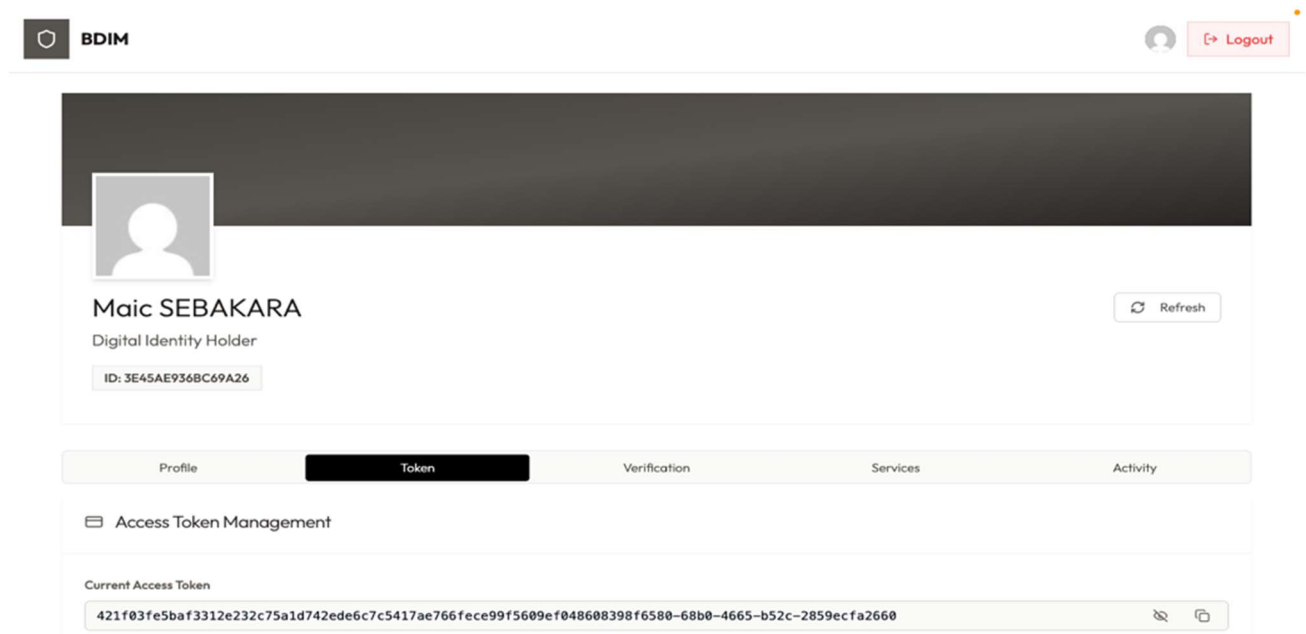 BDIM
Logout
Maic SEBAKARA
Refresh
Digital Identity Holder
ID: 3E45AE936BC69A26
Profile Token Verification Services Activity
Access Token Management
Current Access Token
421f03fe5baf3312e232c75a1d742ede6c7c5417ae766fece99f5609ef048608398f6580-68b0-4665-b52c-2859ecfa2660